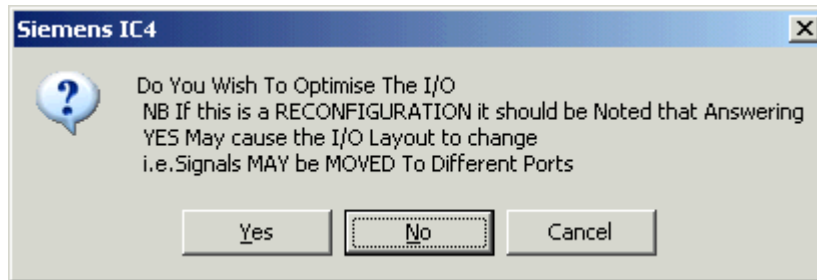 Siemens IC4
Do You Wish To Optimise The I/O
NB If this is a RECONFIGURATION it should be Noted that Answering
YES May cause the I/O Layout to change
i.e.Signals MAY be MOVED To Different Ports
Yes No Cancel